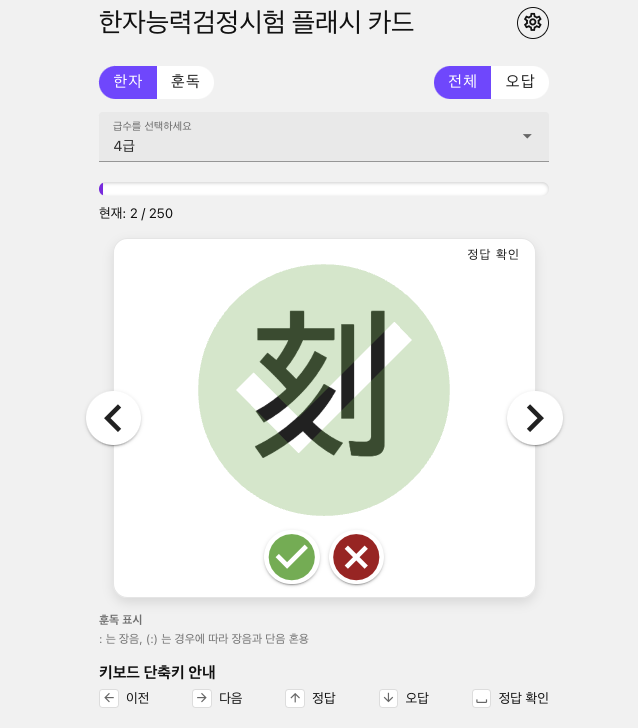 한자능력검정시험 플래시 카드
한자 훈독 전체 오답
급수를 선택하세요
4급
현재: 2 / 250
정답 확인
刻
훈독 표시
: 는 장음, (:) 는 경우에 따라 장음과 단음 혼용
키보드 단축키 안내
← 이전 → 다음 ↑ 정답 ↓ 오답 ⎵ 정답 확인